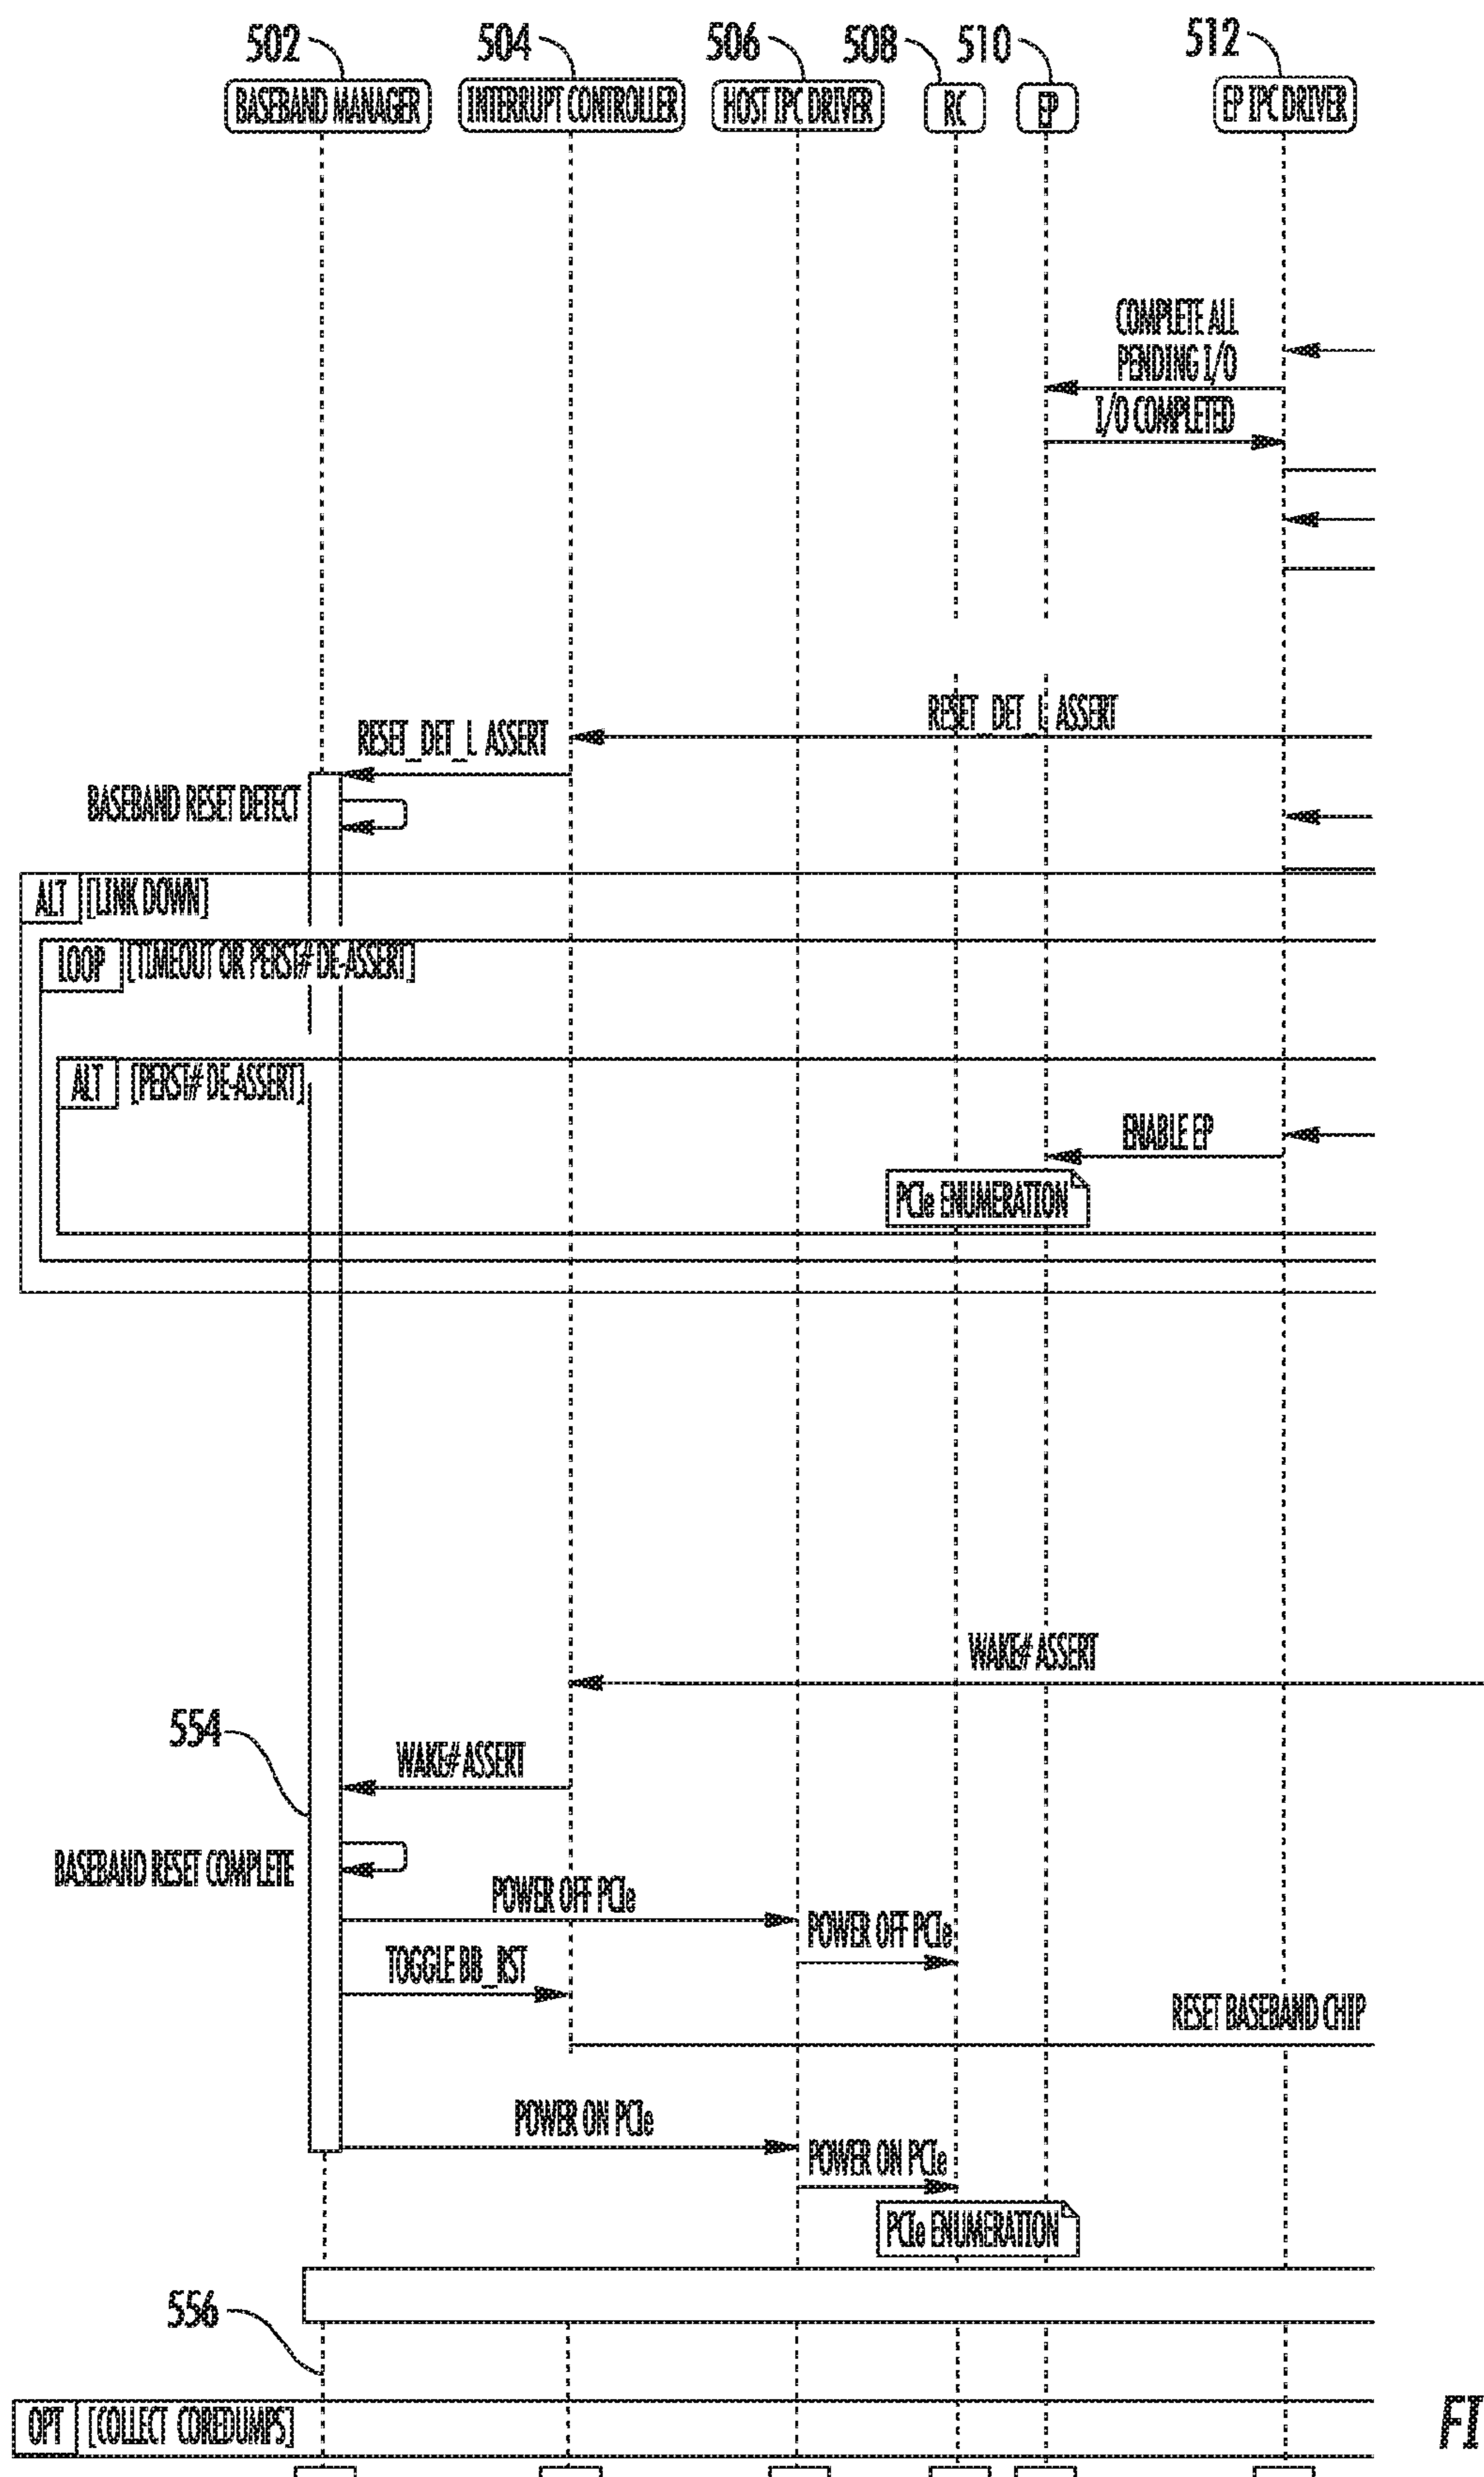 502 504 506 508 510 512
BASEBAND MANAGER INTERRUPT CONTROLLER HOST IPC DRIVER RC EP EP IPC DRIVER
COMPLETE ALL
PENDING I/O
I/O COMPLETED
RESET_DET_L ASSERT
RESET_DET_L ASSERT
BASEBAND RESET DETECT
ALT [LINK DOWN]
LOOP [TIMEOUT OR PERST# DE-ASSERT]
ALT [PERST# DE-ASSERT]
ENABLE EP
PCIe ENUMERATION
WAKE# ASSERT
554
WAKE# ASSERT
BASEBAND RESET COMPLETE
POWER OFF PCIe
POWER OFF PCIe
TOGGLE BB_RST
RESET BASEBAND CHIP
POWER ON PCIe
POWER ON PCIe
PCIe ENUMERATION
556
OPT [COLLECT COREDUMPS]
FI